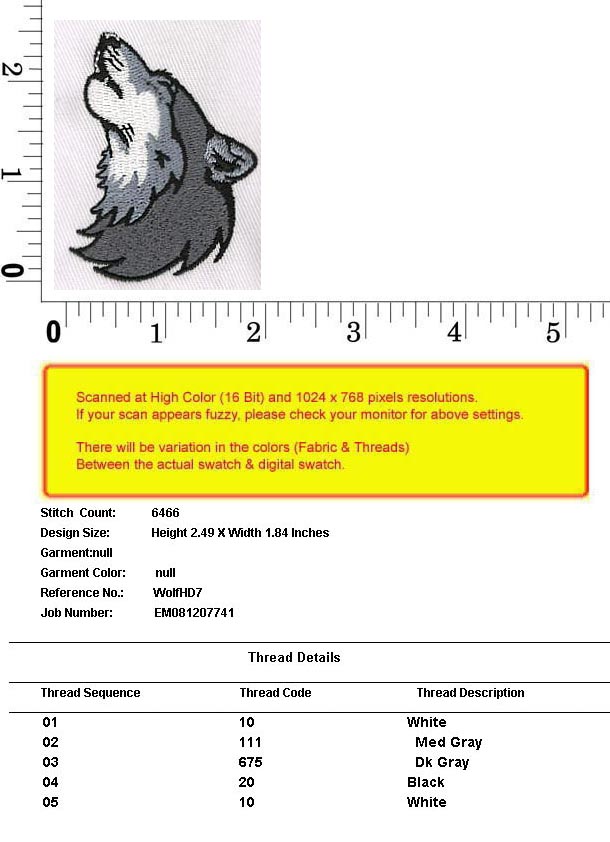 2
1
0
0 1 2 3 4 5
Scanned at High Color (16 Bit) and 1024 x 768 pixels resolutions.
If your scan appears fuzzy, please check your monitor for above settings.
There will be variation in the colors (Fabric & Threads)
Between the actual swatch & digital swatch.
Stitch Count: 6466
Design Size: Height 2.49 X Width 1.84 Inches
Garment:null
Garment Color: null
Reference No.: WolfHD7
Job Number: EM081207741
Thread Details
Thread Sequence Thread Code Thread Description
01 10 White
02 111 Med Gray
03 675 Dk Gray
04 20 Black
05 10 White